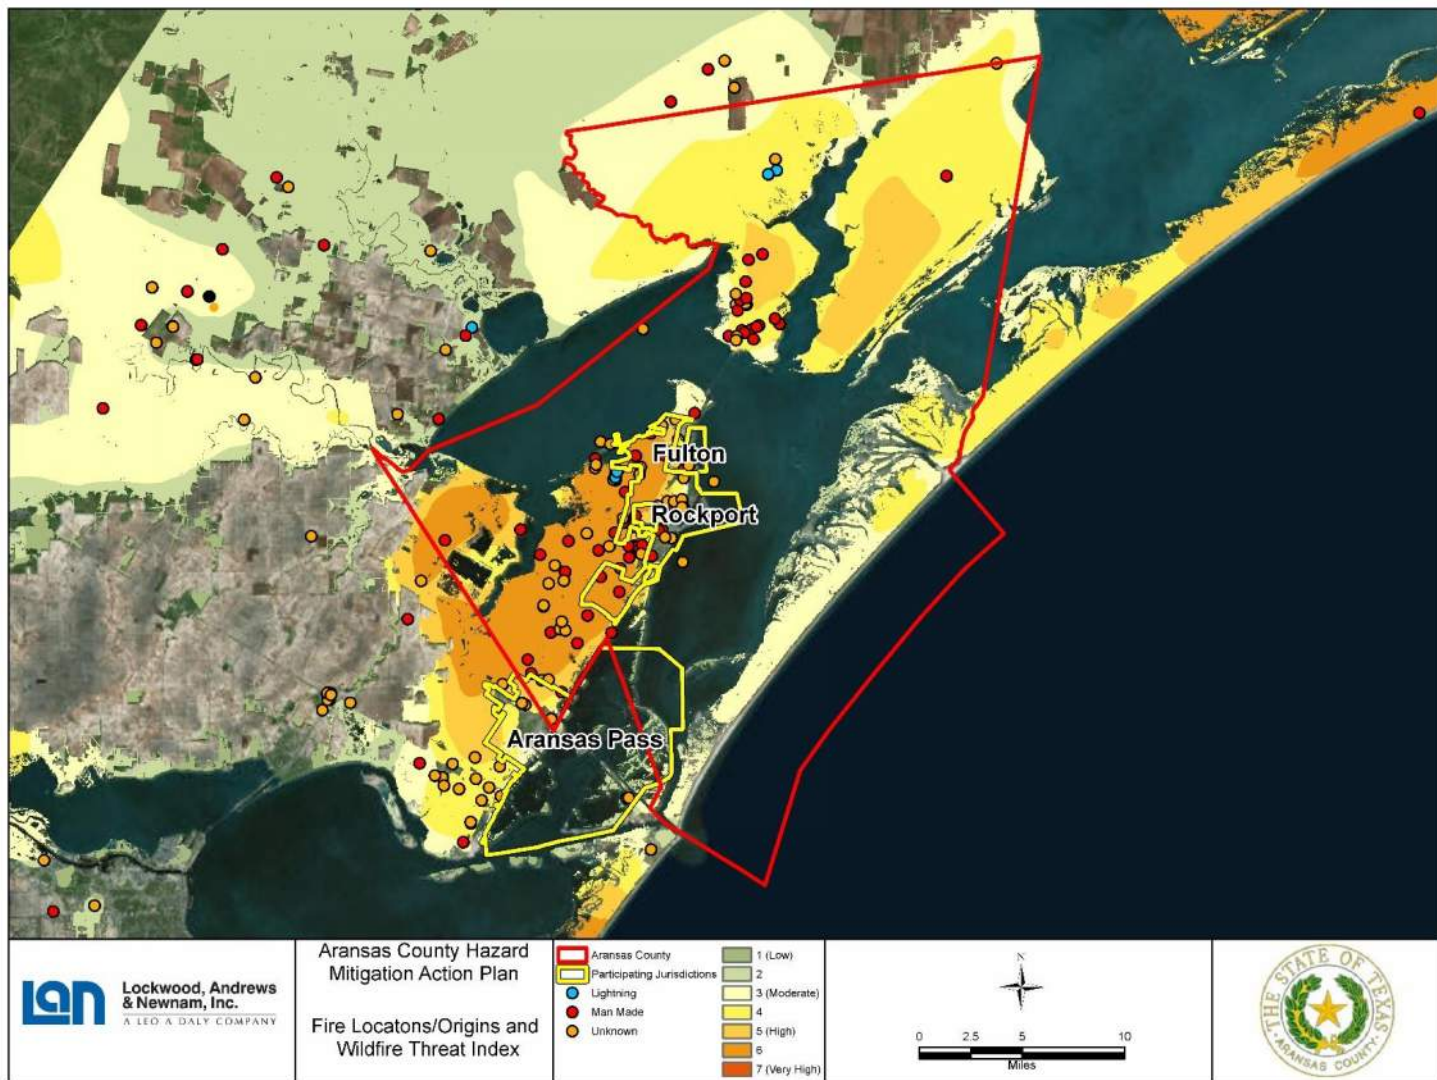 Fulton
Rockport
Aransas Pass
Lan
Lockwood, Andrews
& Newnam, Inc.
A LEO A DALY COMPANY
Aransas County Hazard
Mitigation Action Plan
Fire Locatons/Origins and
Wildfire Threat Index
Aransas County
Participating Jurisdictions
Lightning
Man Made
Unknown
1 (Low)
2
3 (Moderate)
4
5 (High)
6
7 (Very High)
N
0 2.5 5 10
Miles
THE STATE OF TEXAS
ARANSAS COUNTY